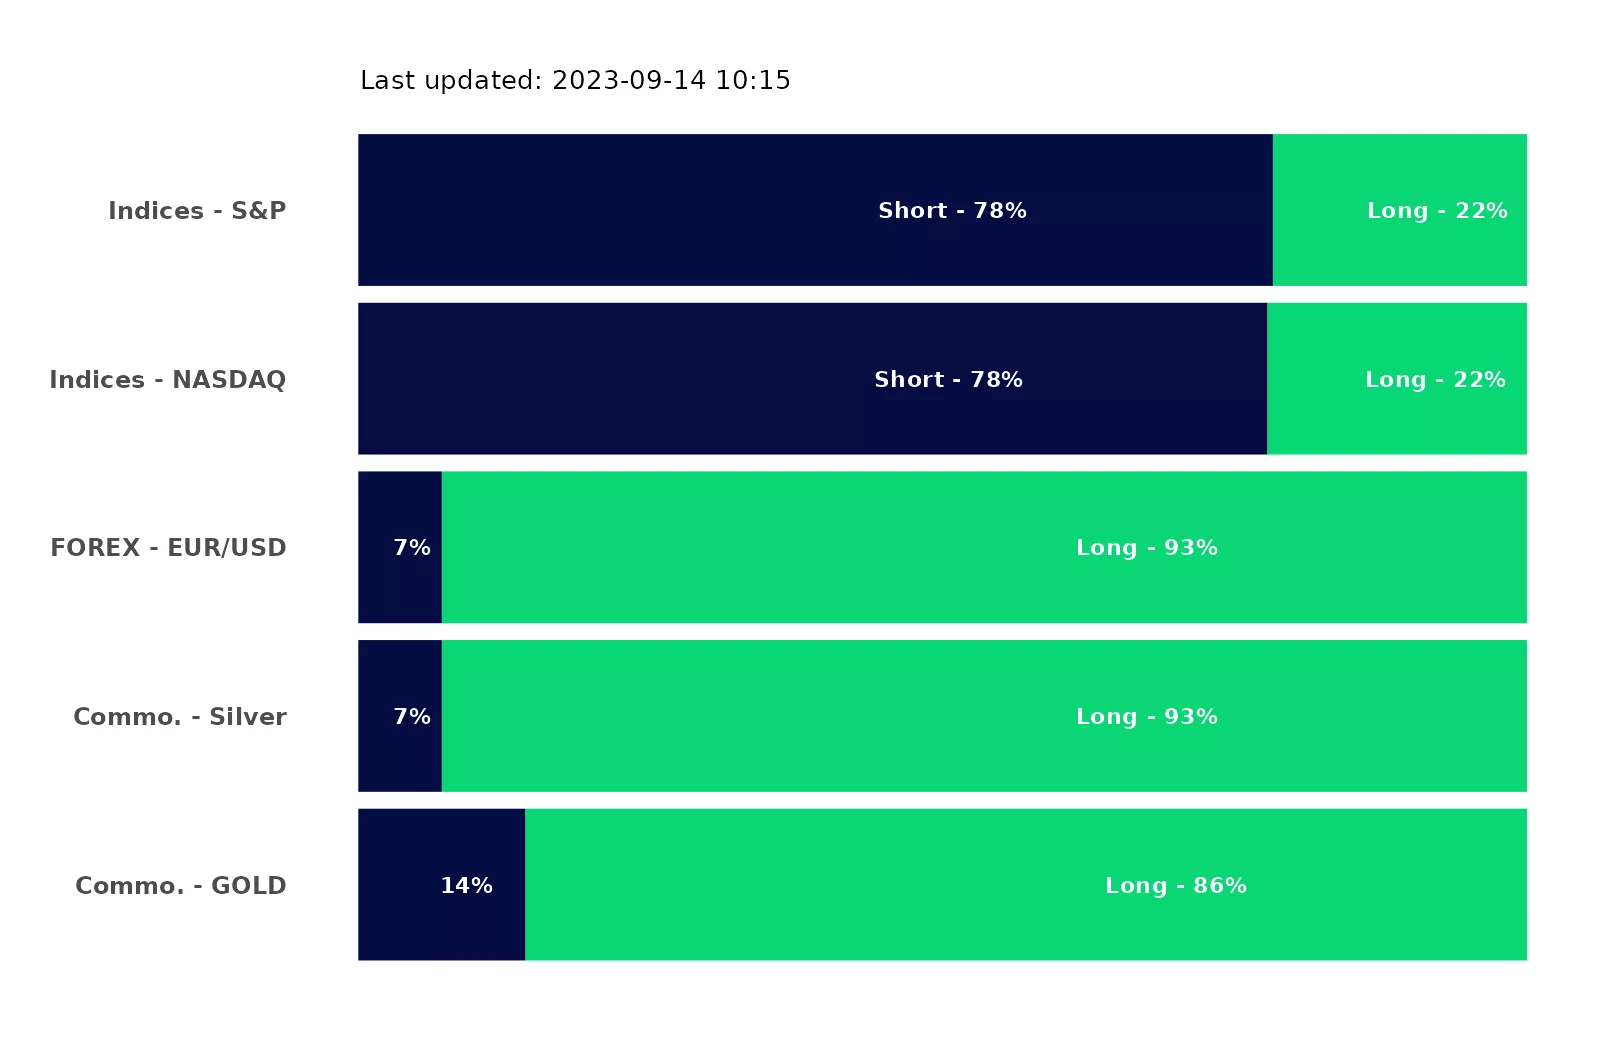 Last updated: 2023-09-14 10:15
Indices - S&P Short - 78% Long - 22%
Indices - NASDAQ Short - 78% Long - 22%
FOREX - EUR/USD 7% Long - 93%
Commo. - Silver 7% Long - 93%
Commo. - GOLD 14% Long - 86%